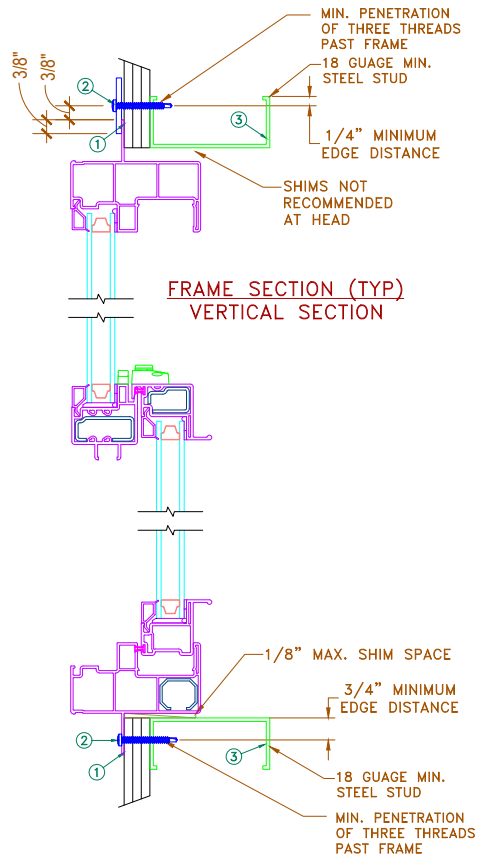 MIN. PENETRATION
OF THREE THREADS
PAST FRAME
3/8"
3/8"
18 GUAGE MIN.
STEEL STUD
2
3
1
1/4" MINIMUM
EDGE DISTANCE
SHIMS NOT
RECOMMENDED
AT HEAD
FRAME SECTION (TYP)
VERTICAL SECTION
1/8" MAX. SHIM SPACE
3/4" MINIMUM
EDGE DISTANCE
2
3
1
18 GUAGE MIN.
STEEL STUD
MIN. PENETRATION
OF THREE THREADS
PAST FRAME